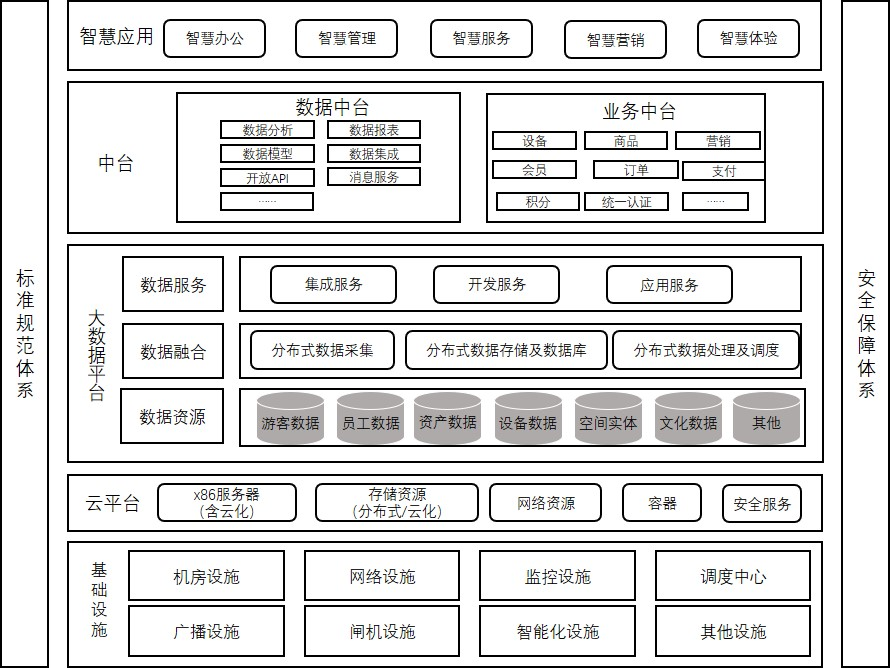 标准规范体系
智慧应用
智慧办公
智慧管理
智慧服务
智慧营销
智慧体验
中台
数据中台
数据分析
数据报表
数据模型
数据集成
开放API
消息服务
......
业务中台
设备
商品
营销
会员
订单
支付
积分
统一认证
......
大数据平台
数据服务
集成服务
开发服务
应用服务
数据融合
分布式数据采集
分布式数据存储及数据库
分布式数据处理及调度
数据资源
游客数据
员工数据
资产数据
设备数据
空间实体
文化数据
其他
云平台
x86服务器
（含云化）
存储资源
（分布式/云化）
网络资源
容器
安全服务
基础设施
机房设施
网络设施
监控设施
调度中心
广播设施
闸机设施
智能化设施
其他设施
安全保障体系